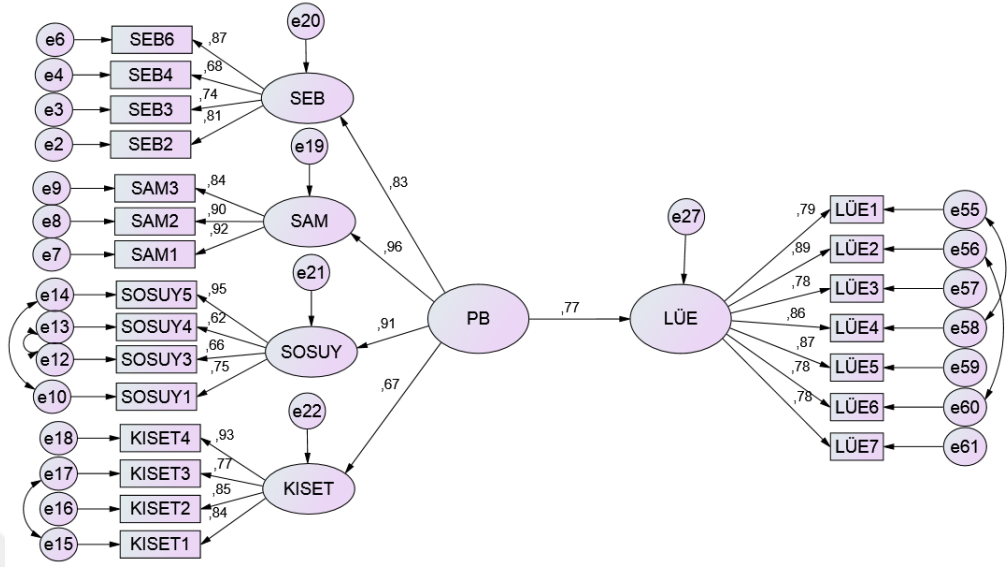 e20
e6 SEB6 ,87
e4 SEB4 ,68
SEB
e3 SEB3 ,74
e2 SEB2 ,81
e19
e9 SAM3 ,84
,83
e8 SAM2 ,90
SAM
e7 SAM1 ,92
,96
e21
e14 SOSUY5 ,95
e13 SOSUY4 ,62
SOSUY
,91
e12 SOSUY3 ,66
e10 SOSUY1 ,75
PB
,77
,67
e22
e18 KISET4 ,93
e17 KISET3 ,77
KISET
e16 KISET2 ,85
e15 KISET1 ,84
e27
LÜE
,79 LÜE1 e55
,89 LÜE2 e56
,78 LÜE3 e57
,86 LÜE4 e58
,87 LÜE5 e59
,78 LÜE6 e60
,78 LÜE7 e61